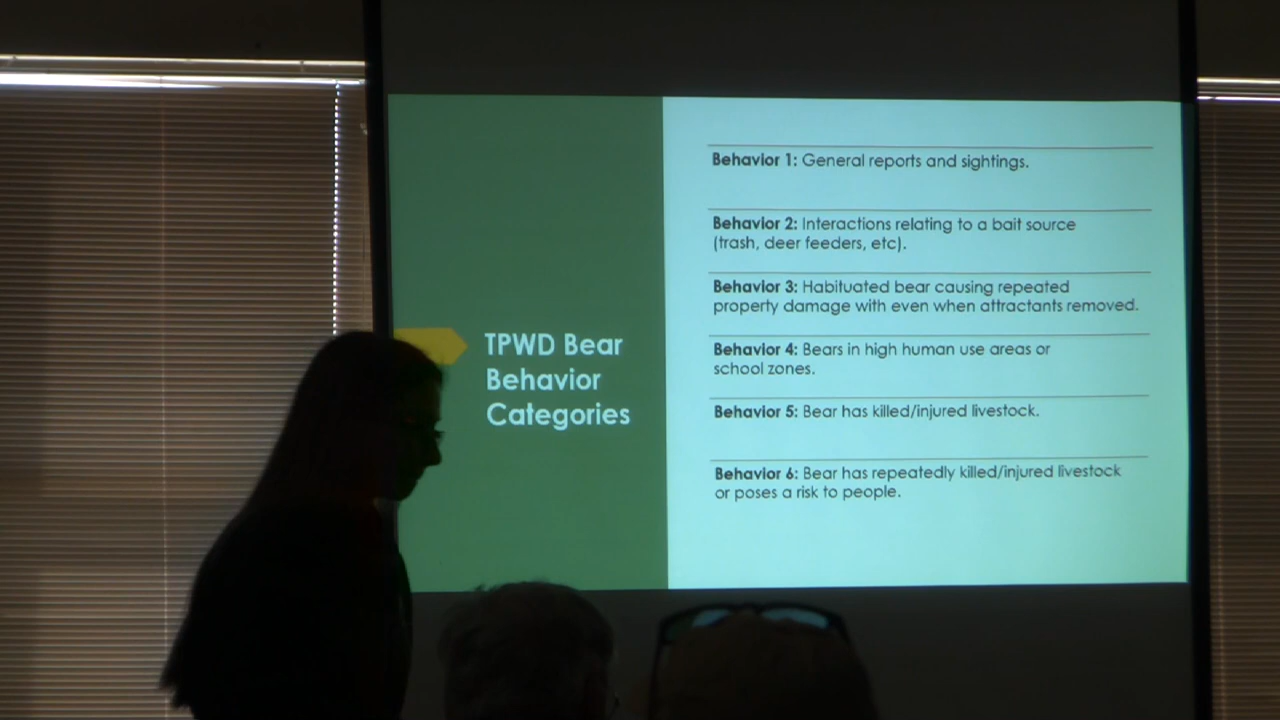 TPWD Bear
Behavior
Categories
Behavior 1: General reports and sightings.
Behavior 2: Interactions relating to a bait source
(trash, deer feeders, etc).
Behavior 3: Habituated bear causing repeated
property damage with even when attractants removed.
Behavior 4: Bears in high human use areas or
school zones.
Behavior 5: Bear has killed/injured livestock.
Behavior 6: Bear has repeatedly killed/injured livestock
or poses a risk to people.